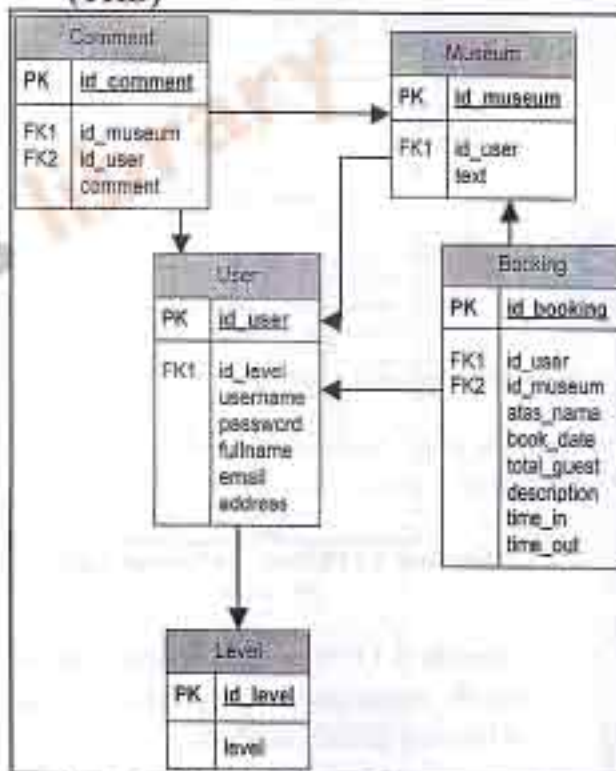 Comment
PK id_comment
FK1 id_museum
FK2 id_user
comment
Museum
PK id_museum
FK1 id_user
text
User
PK id_user
FK1 id_level
username
password
fullname
email
address
Booking
PK id_booking
FK1 id_user
FK2 id_museum
atas_nama
book_date
total_guest
description
time_in
time_out
Level
PK id_level
level
library